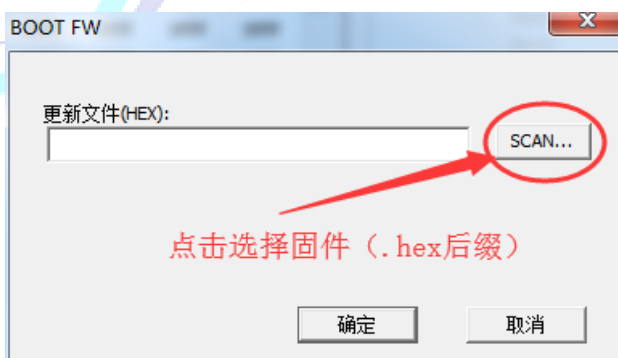 BOOT FW
更新文件(HEX):
SCAN...
点击选择固件（.hex后缀）
确定
取消